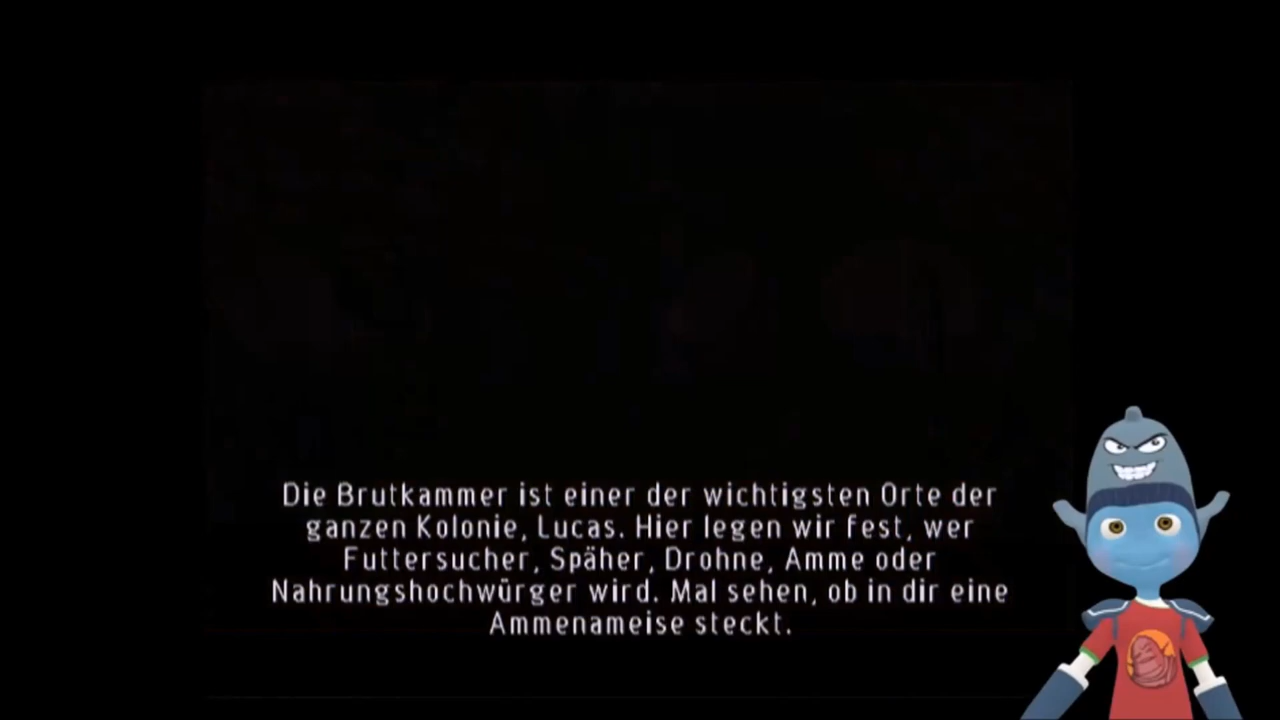 Die Brutkammer ist einer der wichtigsten Orte der
ganzen Kolonie, Lucas. Hier legen wir fest, wer
Futtersucher, Späher, Drohne, Amme oder
Nahrungshochwürger wird. Mal sehen, ob in dir eine
Ammenameise steckt.